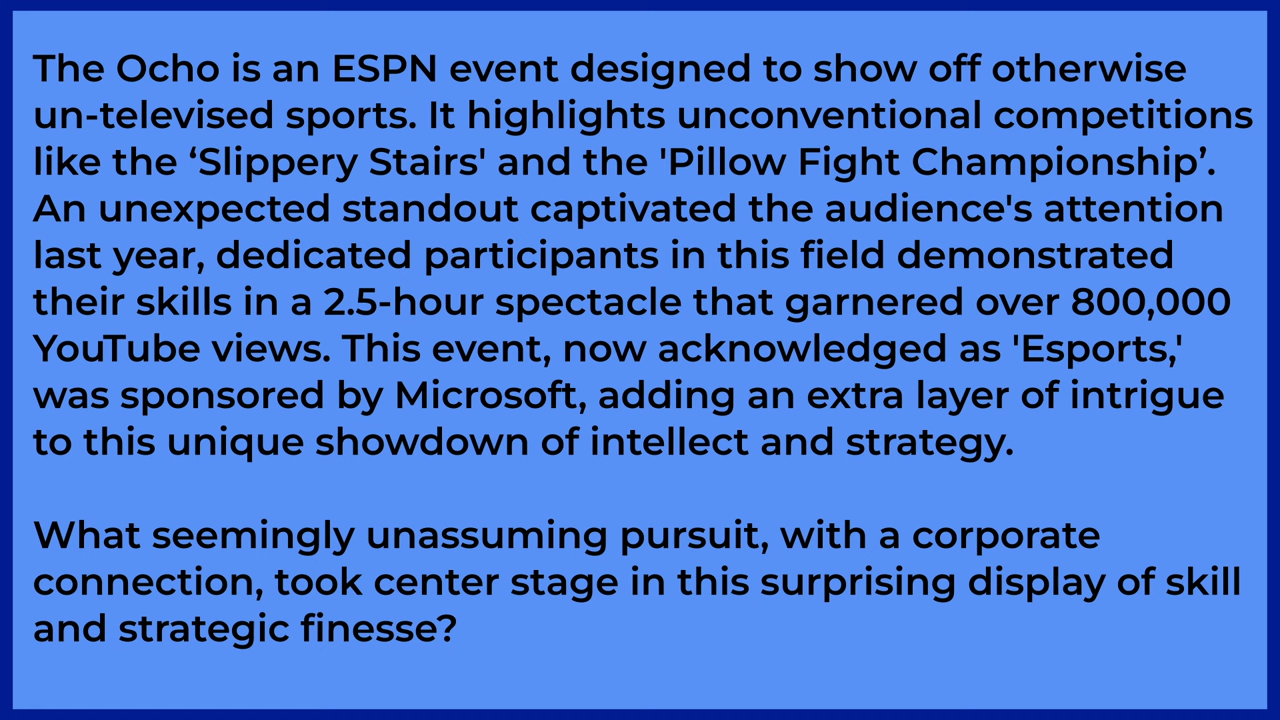 The Ocho is an ESPN event designed to show off otherwise
un-televised sports. It highlights unconventional competitions
like the ‘Slippery Stairs' and the 'Pillow Fight Championship’.
An unexpected standout captivated the audience's attention
last year, dedicated participants in this field demonstrated
their skills in a 2.5-hour spectacle that garnered over 800,000
YouTube views. This event, now acknowledged as 'Esports,'
was sponsored by Microsoft, adding an extra layer of intrigue
to this unique showdown of intellect and strategy.
What seemingly unassuming pursuit, with a corporate
connection, took center stage in this surprising display of skill
and strategic finesse?